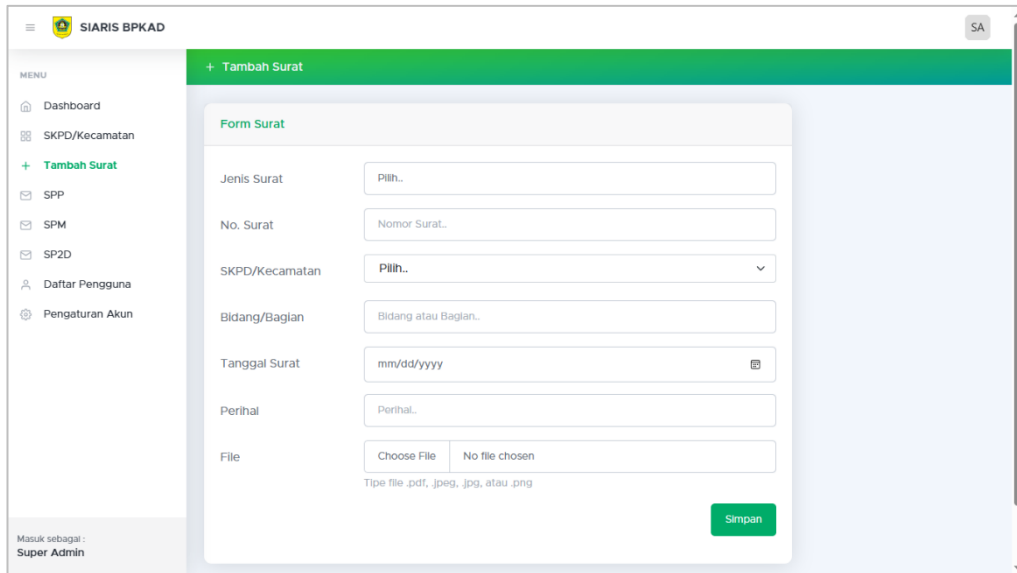 SIARIS BPKAD
SA
MENU
Dashboard
SKPD/Kecamatan
+ Tambah Surat
SPP
SPM
SP2D
Daftar Pengguna
Pengaturan Akun
Masuk sebagai :
Super Admin
+ Tambah Surat
Form Surat
Jenis Surat Pilih..
No. Surat Nomor Surat..
SKPD/Kecamatan Pilih..
Bidang/Bagian Bidang atau Bagian..
Tanggal Surat mm/dd/yyyy
Perihal Perihal..
File Choose File No file chosen
Tipe file .pdf, .jpeg, .jpg, atau .png
Simpan